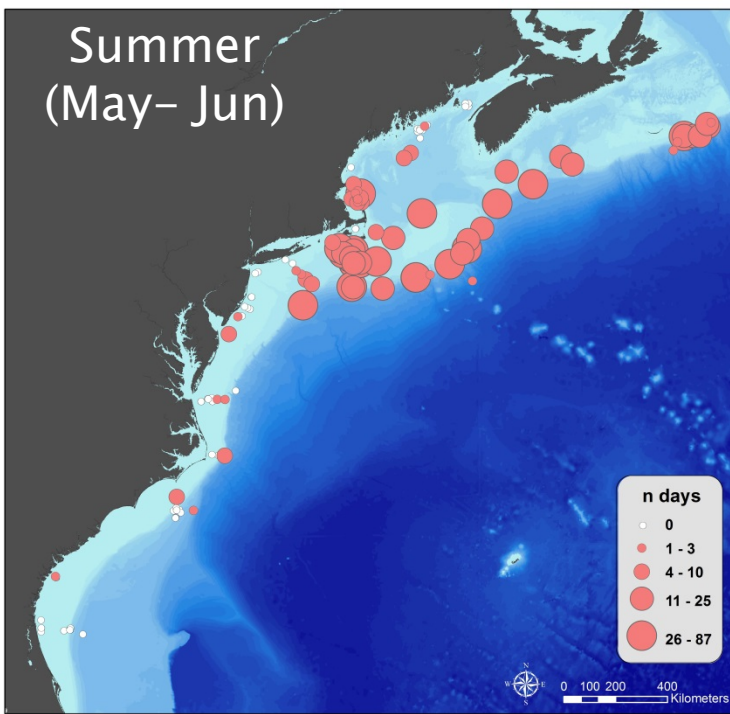 Summer
(May– Jun)
n days
0
1 - 3
4 - 10
11 - 25
26 - 87
N
W E
S
0 100 200 400
Kilometers